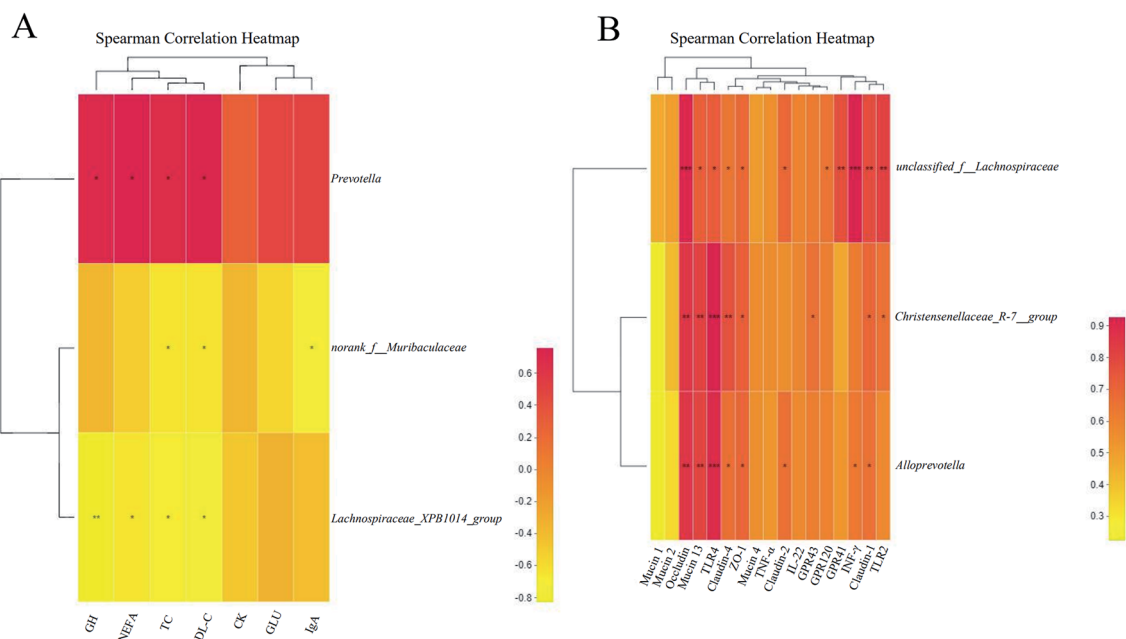 A
Spearman Correlation Heatmap
* * * *
Prevotella
* * *
norank_f__Muribaculaceae
** * * *
Lachnospiraceae_XPB1014_group
0.6
0.4
0.2
0.0
-0.2
-0.4
-0.6
-0.8
GH
NEFA
TC
DL-C
CK
GLU
IgA
B
Spearman Correlation Heatmap
*** * * * * * * ** *** ** **
unclassified_f__Lachnospiraceae
** ** *** ** * * * *
Christensenellaceae_R-7__group
** ** *** * * * * *
Alloprevotella
0.9
0.8
0.7
0.6
0.5
0.4
0.3
Mucin 1
Mucin 2
Occludin
Mucin 13
TLR4
Claudin-4
ZO-1
Mucin 4
TNF-α
Claudin-2
IL-22
GPR43
GPR120
GPR41
INF-γ
Claudin-1
TLR2